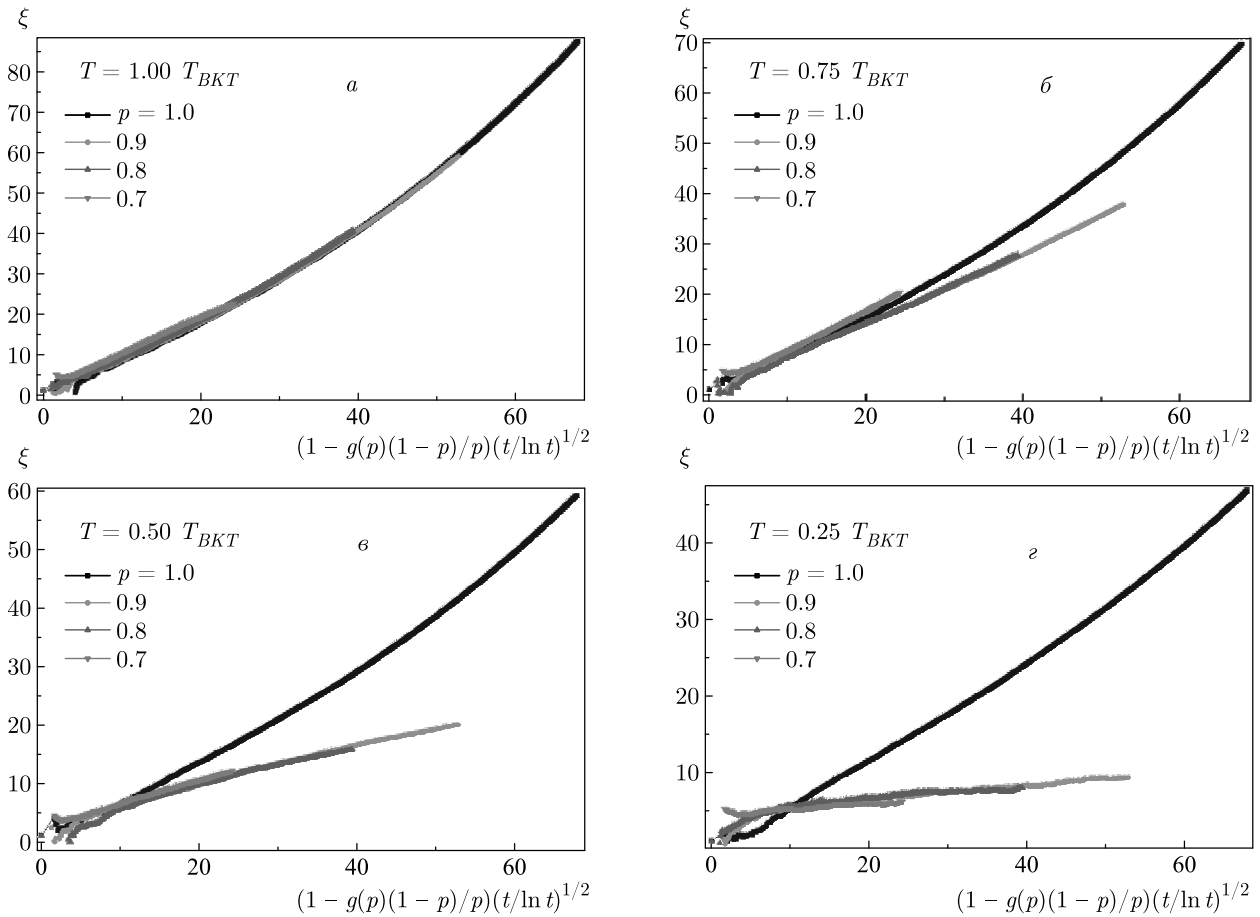 ξ
T = 1.00 T_BKT
а
p = 1.0
0.9
0.8
0.7
80
70
60
50
40
30
20
10
0
0 20 40 60
(1 − g(p)(1 − p)/p)(t/ln t)^1/2
ξ
T = 0.75 T_BKT
б
p = 1.0
0.9
0.8
0.7
70
60
50
40
30
20
10
0
0 20 40 60
(1 − g(p)(1 − p)/p)(t/ln t)^1/2
ξ
T = 0.50 T_BKT
в
p = 1.0
0.9
0.8
0.7
60
50
40
30
20
10
0
0 20 40 60
(1 − g(p)(1 − p)/p)(t/ln t)^1/2
ξ
T = 0.25 T_BKT
г
p = 1.0
0.9
0.8
0.7
40
30
20
10
0 20 40 60
(1 − g(p)(1 − p)/p)(t/ln t)^1/2